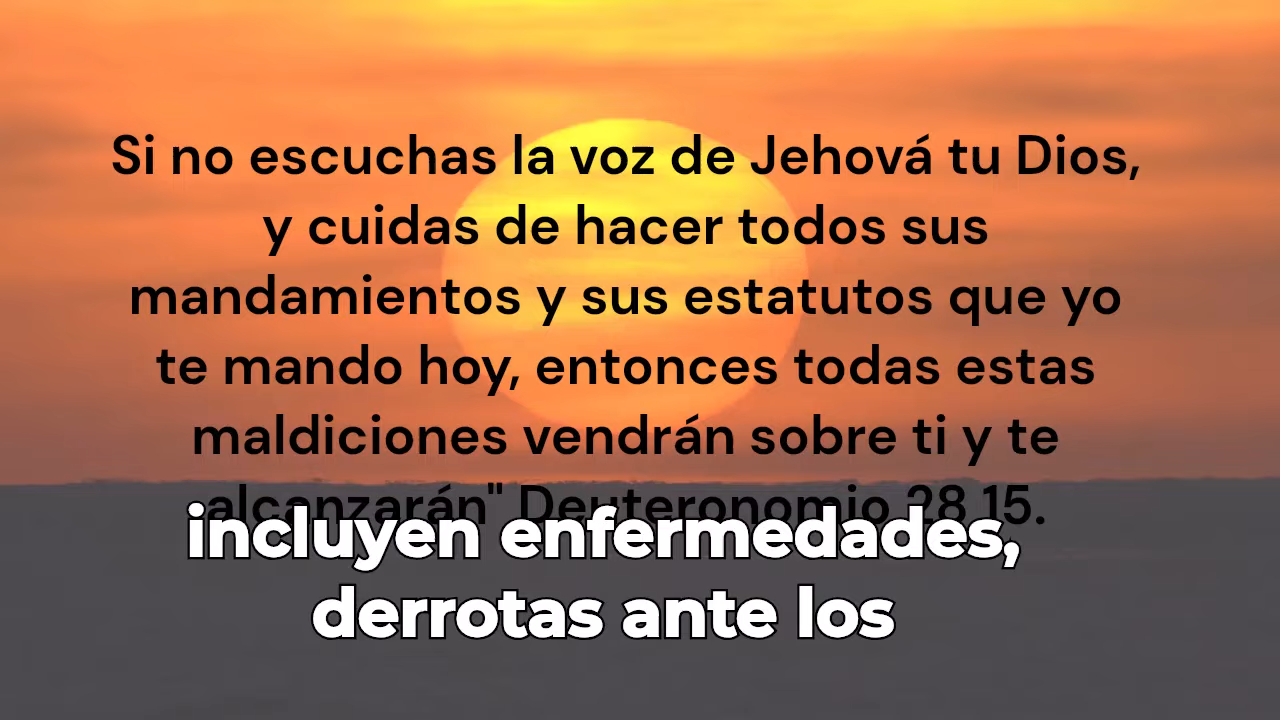 Si no escuchas la voz de Jehová tu Dios,
y cuidas de hacer todos sus
mandamientos y sus estatutos que yo
te mando hoy, entonces todas estas
maldiciones vendrán sobre ti y te
alcanzarán" Deuteronomio 28 15.
incluyen enfermedades,
derrotas ante los